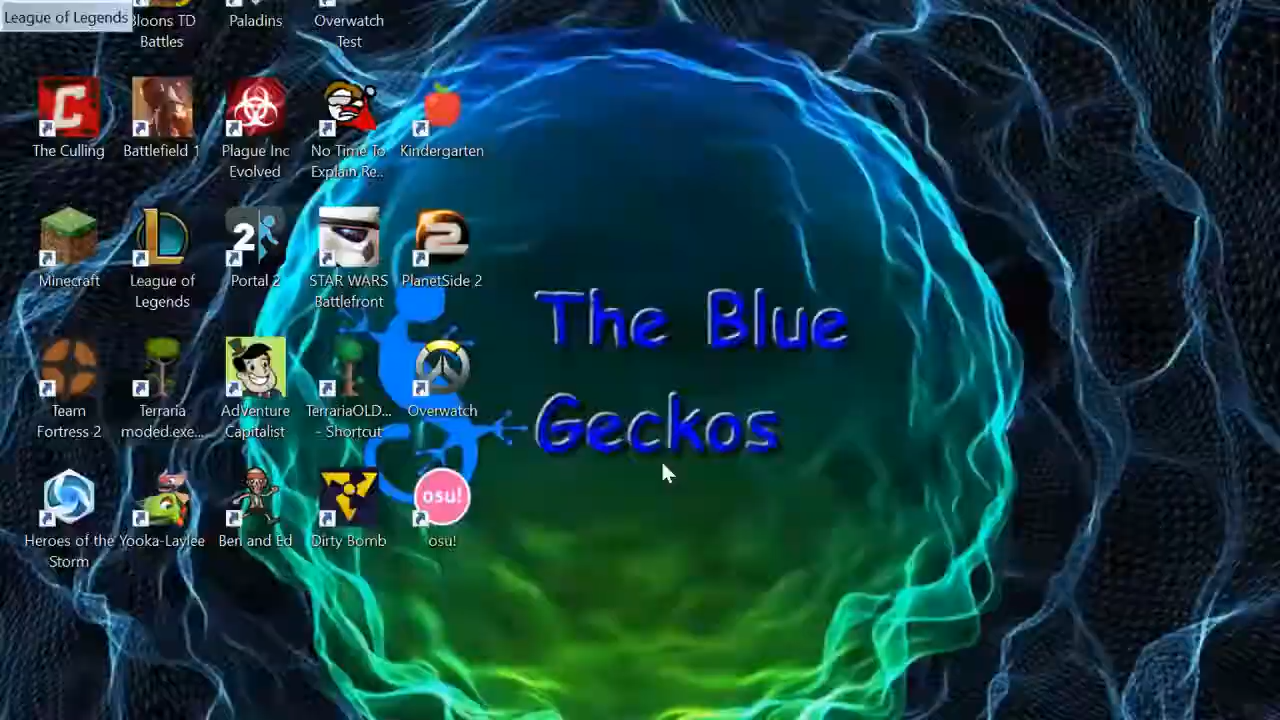 League of Legends
Bloons TD
Battles
Paladins
Overwatch
Test
The Culling
Battlefield 1
Plague Inc
Evolved
No Time To
Explain Re...
Kindergarten
Minecraft
League of
Legends
2
Portal 2
STAR WARS
Battlefront
2
PlanetSide 2
The Blue
Geckos
Team
Fortress 2
Terraria
moded.exe...
AdVenture
Capitalist
TerrariaOLD...
- Shortcut
Overwatch
Heroes of the
Storm
Yooka-Laylee
Ben and Ed
Dirty Bomb
osu!
osu!